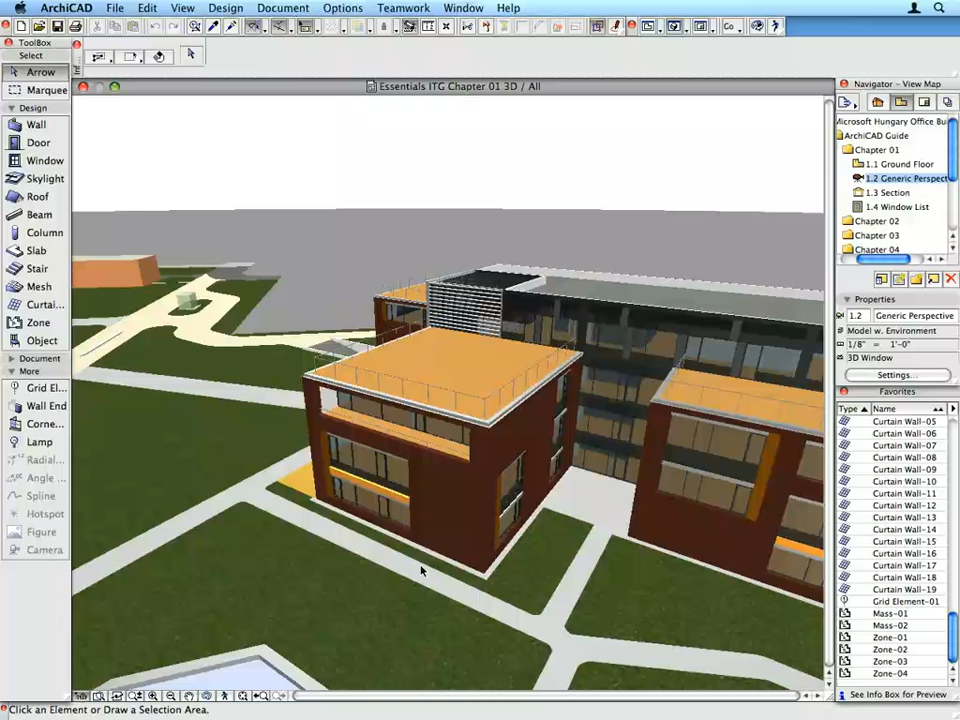 ArchiCAD File Edit View Design Document Options Teamwork Window Help
Go...
ToolBox
Select
Arrow
Marquee
Design
Wall
Door
Window
Skylight
Roof
Beam
Column
Slab
Stair
Mesh
Curtai...
Zone
Object
Document
More
Grid El...
Wall End
Corne...
Lamp
Radial...
Angle ...
Spline
Hotspot
Figure
Camera
Essentials ITG Chapter 01 3D / All
Navigator - View Map
Microsoft Hungary Office Bu
ArchiCAD Guide
Chapter 01
1.1 Ground Floor
1.2 Generic Perspect
1.3 Section
1.4 Window List
Chapter 02
Chapter 03
Chapter 04
Properties
1.2 Generic Perspective
Model w. Environment
1/8" = 1'-0"
3D Window
Settings...
Favorites
Type Name
Curtain Wall-05
Curtain Wall-06
Curtain Wall-07
Curtain Wall-08
Curtain Wall-09
Curtain Wall-10
Curtain Wall-11
Curtain Wall-12
Curtain Wall-13
Curtain Wall-14
Curtain Wall-15
Curtain Wall-16
Curtain Wall-17
Curtain Wall-18
Curtain Wall-19
Grid Element-01
Mass-01
Mass-02
Zone-01
Zone-02
Zone-03
Zone-04
See Info Box for Preview
Click an Element or Draw a Selection Area.